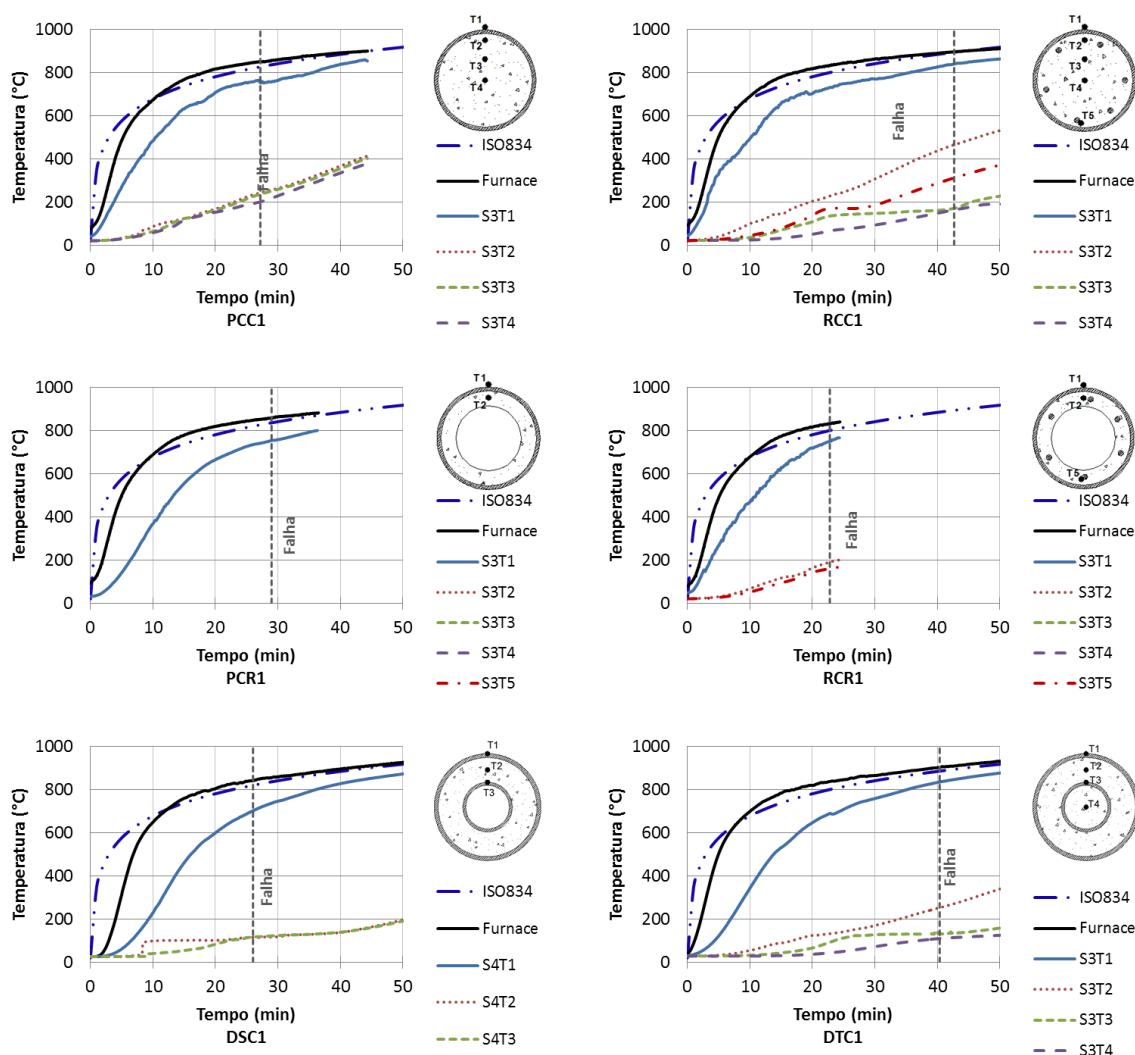 1000
800
600
400
200
0
0 10 20 30 40 50
Temperatura (°C)
Tempo (min)
PCC1
Falha
T1
T2
T3
T4
ISO834
Furnace
S3T1
S3T2
S3T3
S3T4
1000
800
600
400
200
0
0 10 20 30 40 50
Temperatura (°C)
Tempo (min)
RCC1
Falha
T1
T2
T3
T4
T5
ISO834
Furnace
S3T1
S3T2
S3T3
S3T4
1000
800
600
400
200
0
0 10 20 30 40 50
Temperatura (°C)
Tempo (min)
PCR1
Falha
T1
T2
ISO834
Furnace
S3T1
S3T2
S3T3
S3T4
S3T5
1000
800
600
400
200
0
0 10 20 30 40 50
Temperatura (°C)
Tempo (min)
RCR1
Falha
T1
T2
T5
ISO834
Furnace
S3T1
S3T2
S3T3
S3T4
S3T5
1000
800
600
400
200
0
0 10 20 30 40 50
Temperatura (°C)
Tempo (min)
DSC1
Falha
T1
T2
T3
ISO834
Furnace
S4T1
S4T2
S4T3
1000
800
600
400
200
0
0 10 20 30 40 50
Temperatura (°C)
Tempo (min)
DTC1
Falha
T1
T2
T3
T4
ISO834
Furnace
S3T1
S3T2
S3T3
S3T4